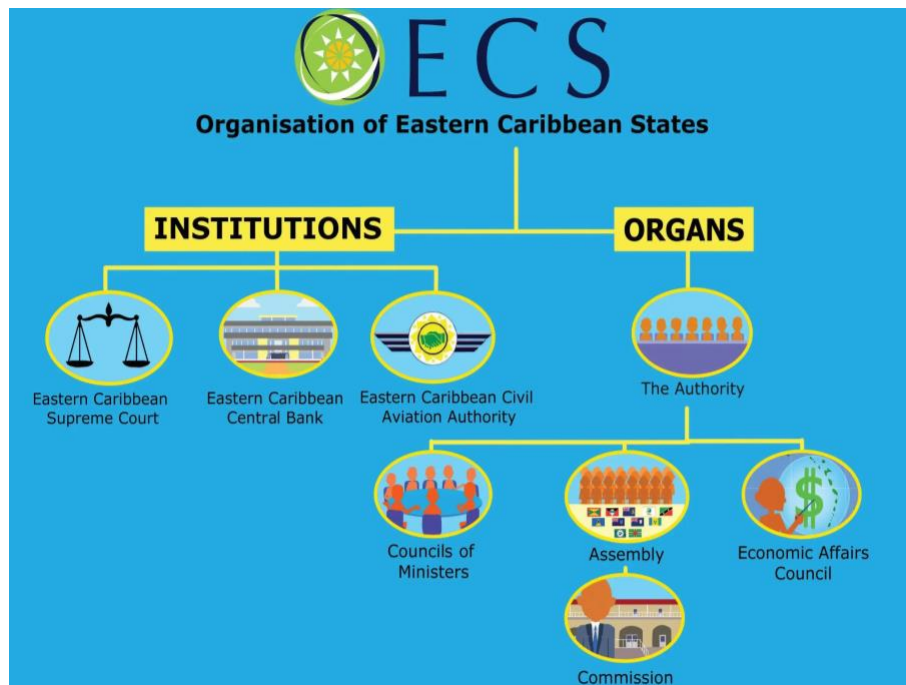 OECS
Organisation of Eastern Caribbean States
INSTITUTIONS
ORGANS
Eastern Caribbean
Supreme Court
Eastern Caribbean
Central Bank
Eastern Caribbean Civil
Aviation Authority
The Authority
Councils of
Ministers
Assembly
Economic Affairs
Council
$
Commission